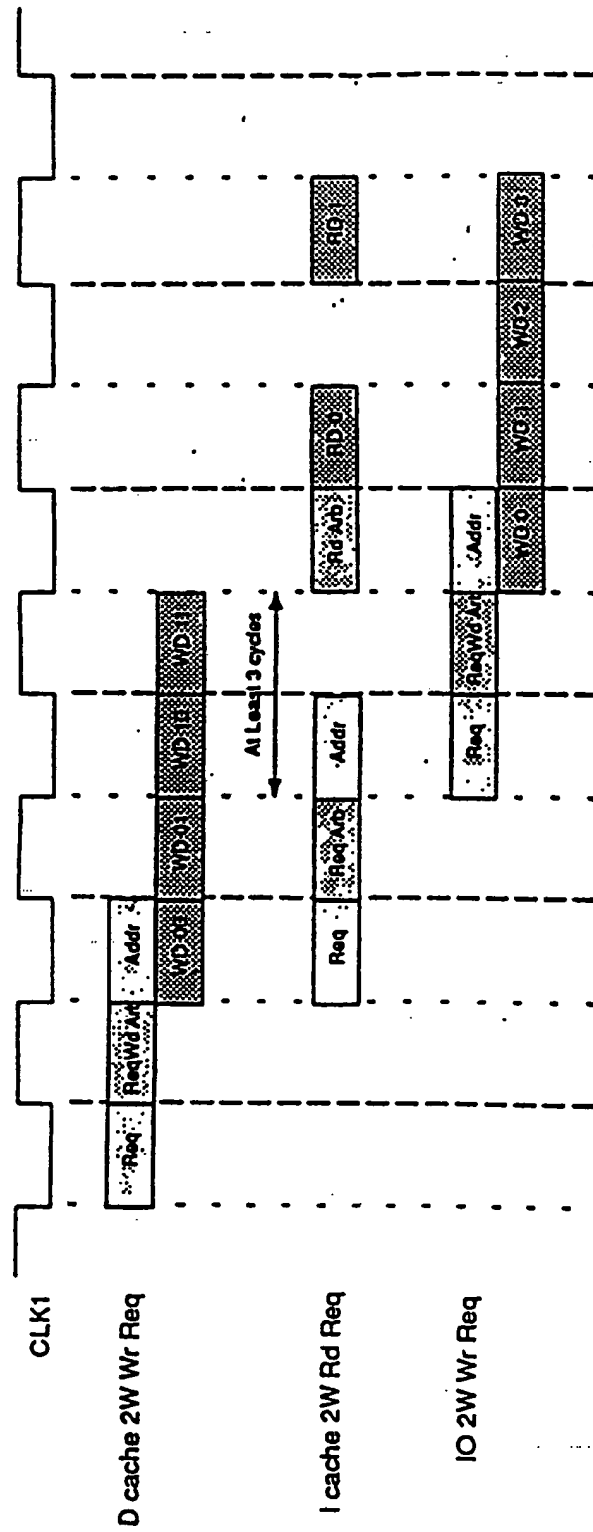 CLK1
D cache 2W Wr Req
Req ReqWd Arb Addr
WD 00 WD 01 WD 10 WD 11
At Least 3 cycles
I cache 2W Rd Req
Req Req Arb Addr Rd Arb RD 0 RD 1
IO 2W Wr Req
Req ReqWd Arb Addr
WD 0 WD 1 WD 2 WD 3